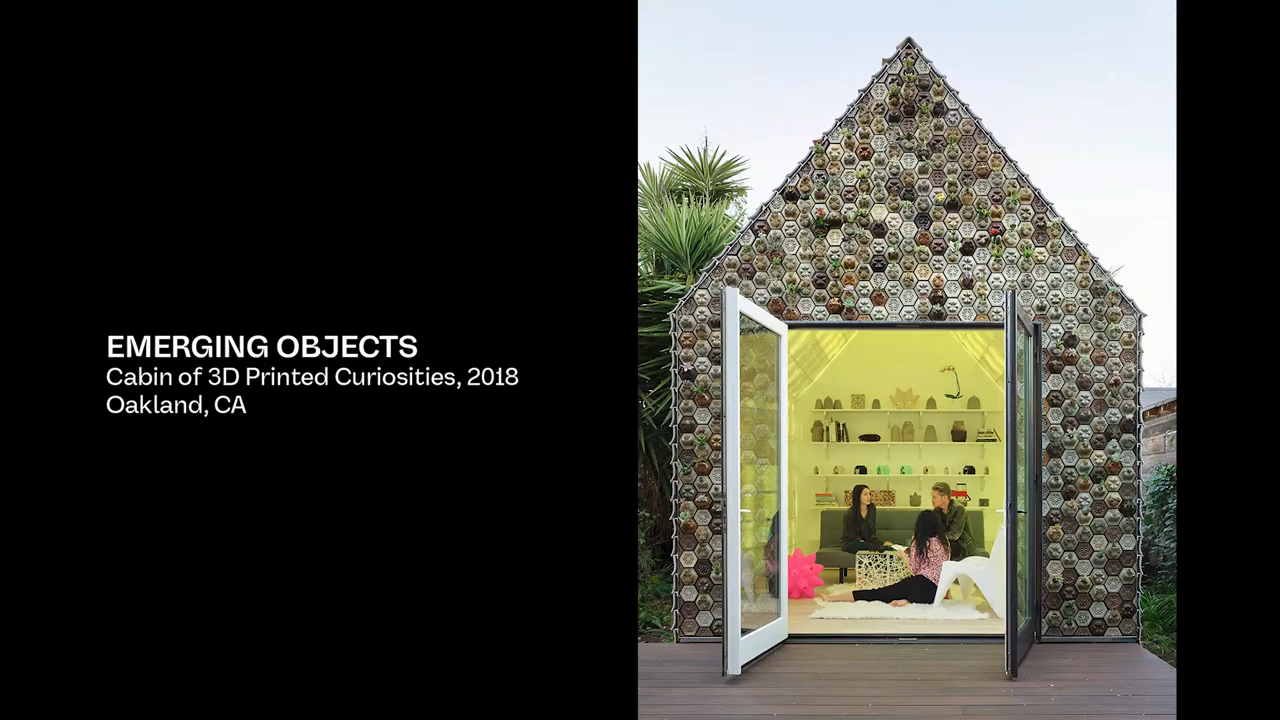 EMERGING OBJECTS
Cabin of 3D Printed Curiosities, 2018
Oakland, CA